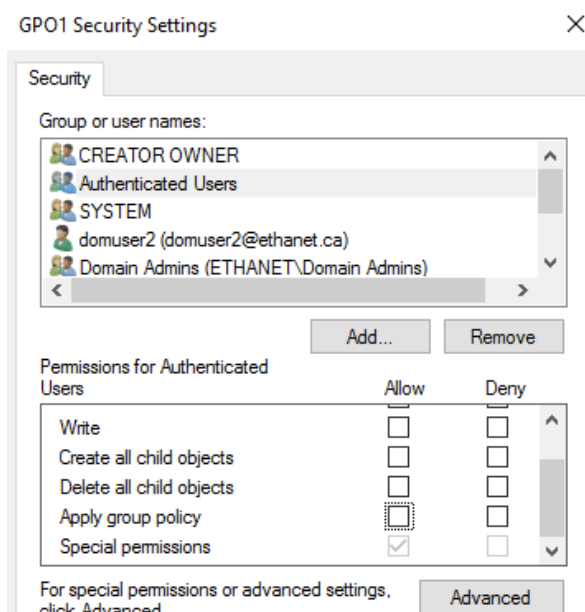 GPO1 Security Settings
Security
Group or user names:
CREATOR OWNER
Authenticated Users
SYSTEM
domuser2 (domuser2@ethanet.ca)
Domain Admins (ETHANET\Domain Admins)
Add...
Remove
Permissions for Authenticated
Users Allow Deny
Write
Create all child objects
Delete all child objects
Apply group policy
Special permissions
For special permissions or advanced settings,
click Advanced
Advanced